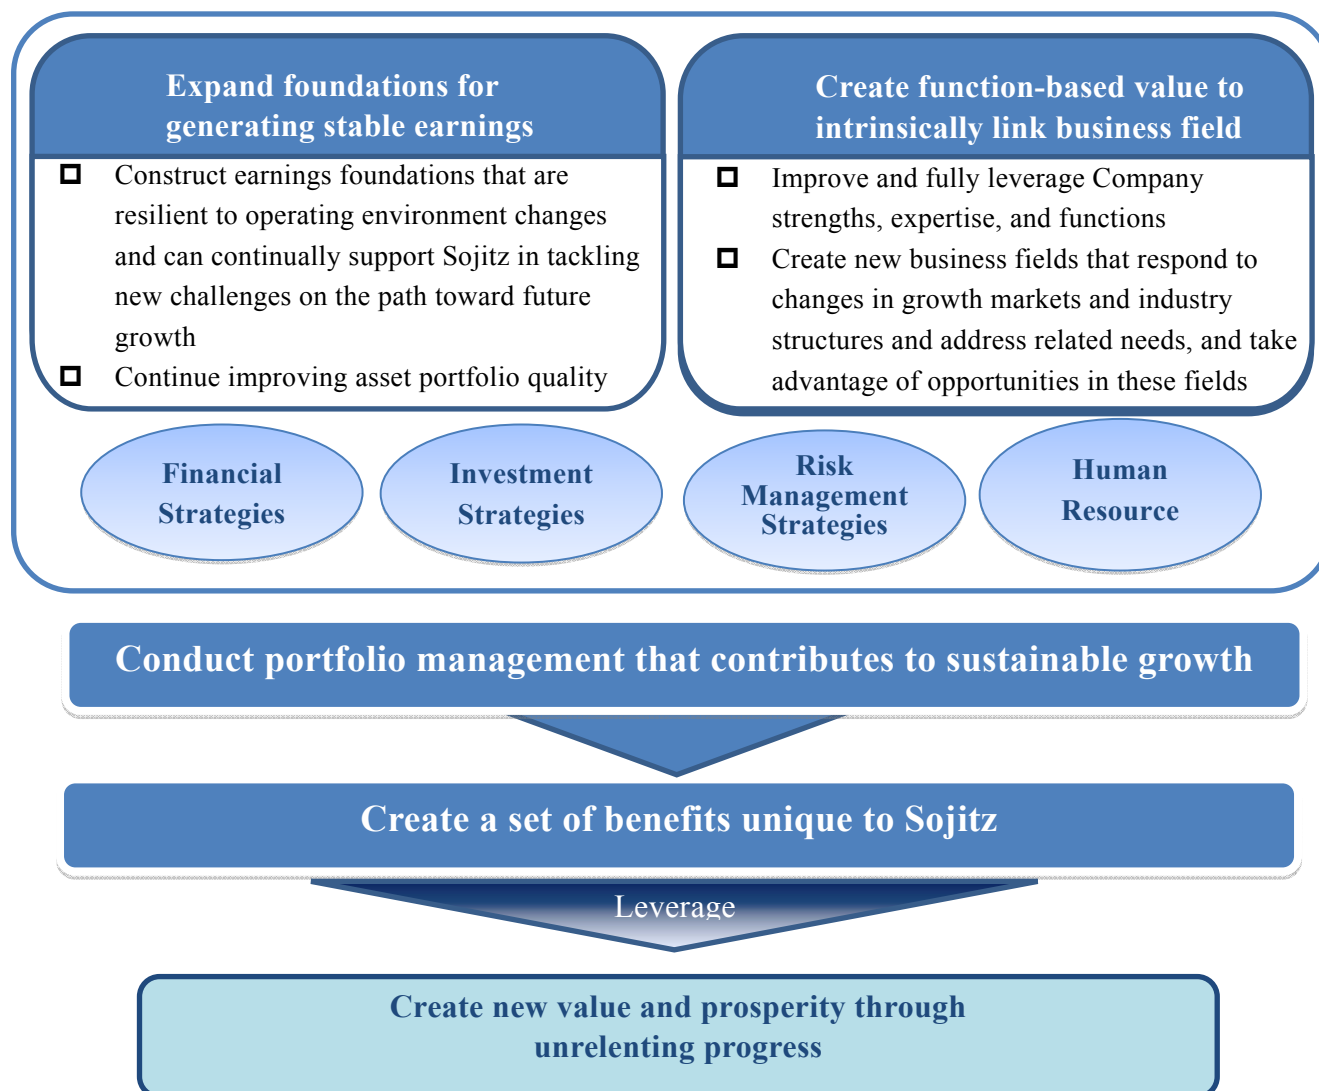 Expand foundations for
generating stable earnings
Construct earnings foundations that are
resilient to operating environment changes
and can continually support Sojitz in tackling
new challenges on the path toward future
growth
Continue improving asset portfolio quality
Create function-based value to
intrinsically link business field
Improve and fully leverage Company
strengths, expertise, and functions
Create new business fields that respond to
changes in growth markets and industry
structures and address related needs, and take
advantage of opportunities in these fields
Financial
Strategies
Investment
Strategies
Risk
Management
Strategies
Human
Resource
Conduct portfolio management that contributes to sustainable growth
Create a set of benefits unique to Sojitz
Leverage
Create new value and prosperity through
unrelenting progress